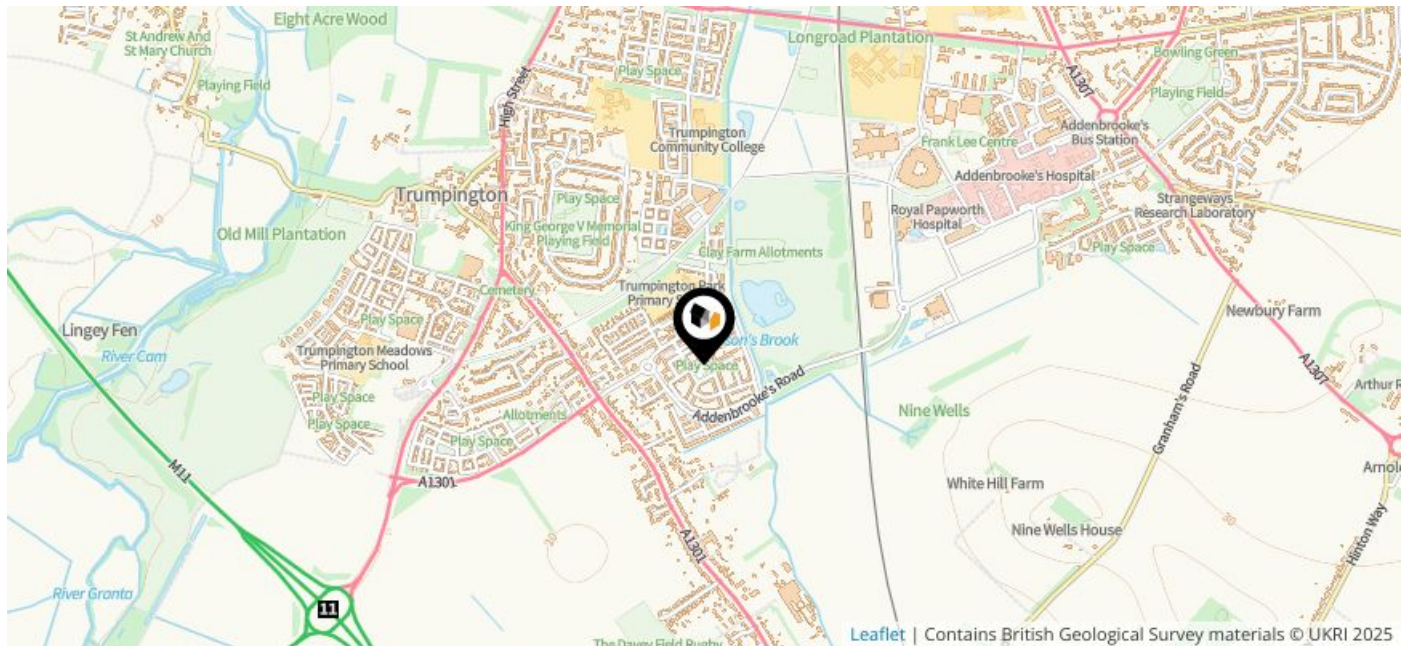 Eight Acre Wood
St Andrew And
St Mary Church
Playing Field
High Street
Play Space
Longroad Plantation
A1307
Bowling Green
Playing Field
Addenbrooke's
Bus Station
Trumpington
Community College
Frank Lee Centre
Addenbrooke's Hospital
Trumpington
Play Space
King George V Memorial
Playing Field
Royal Papworth
Hospital
Strangeways
Research Laboratory
Play Space
Old Mill Plantation
Clay Farm Allotments
Cemetery
Trumpington Park
Primary
Lingey Fen
River Cam
Play Space
Trumpington Meadows
Primary School
Brook
Play Space
Newbury Farm
A1307
Play Space
Play Space
Allotments
Play Space
Addenbrooke's Road
Nine Wells
Granham's Road
M11
A1301
White Hill Farm
20
Nine Wells House
Hinton Way
A1301
River Granta
11
The Davey Field Rugby
Leaflet | Contains British Geological Survey materials © UKRI 2025